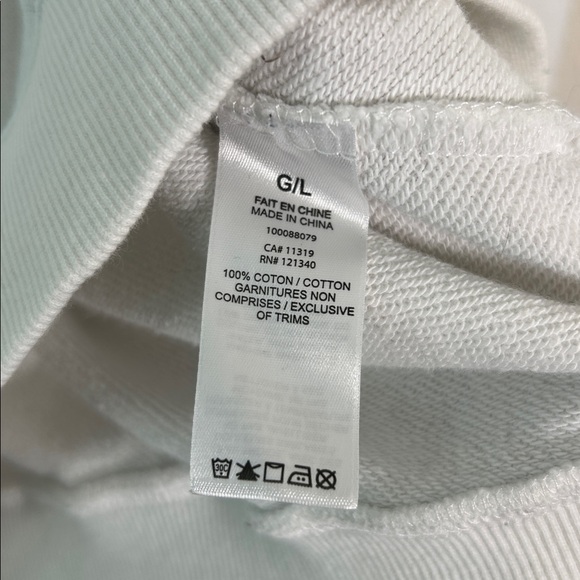 G/L
FAIT EN CHINE
MADE IN CHINA
100088079
CA# 11319
RN# 121340
100% COTON / COTTON
GARNITURES NON
COMPRISES / EXCLUSIVE
OF TRIMS
30C